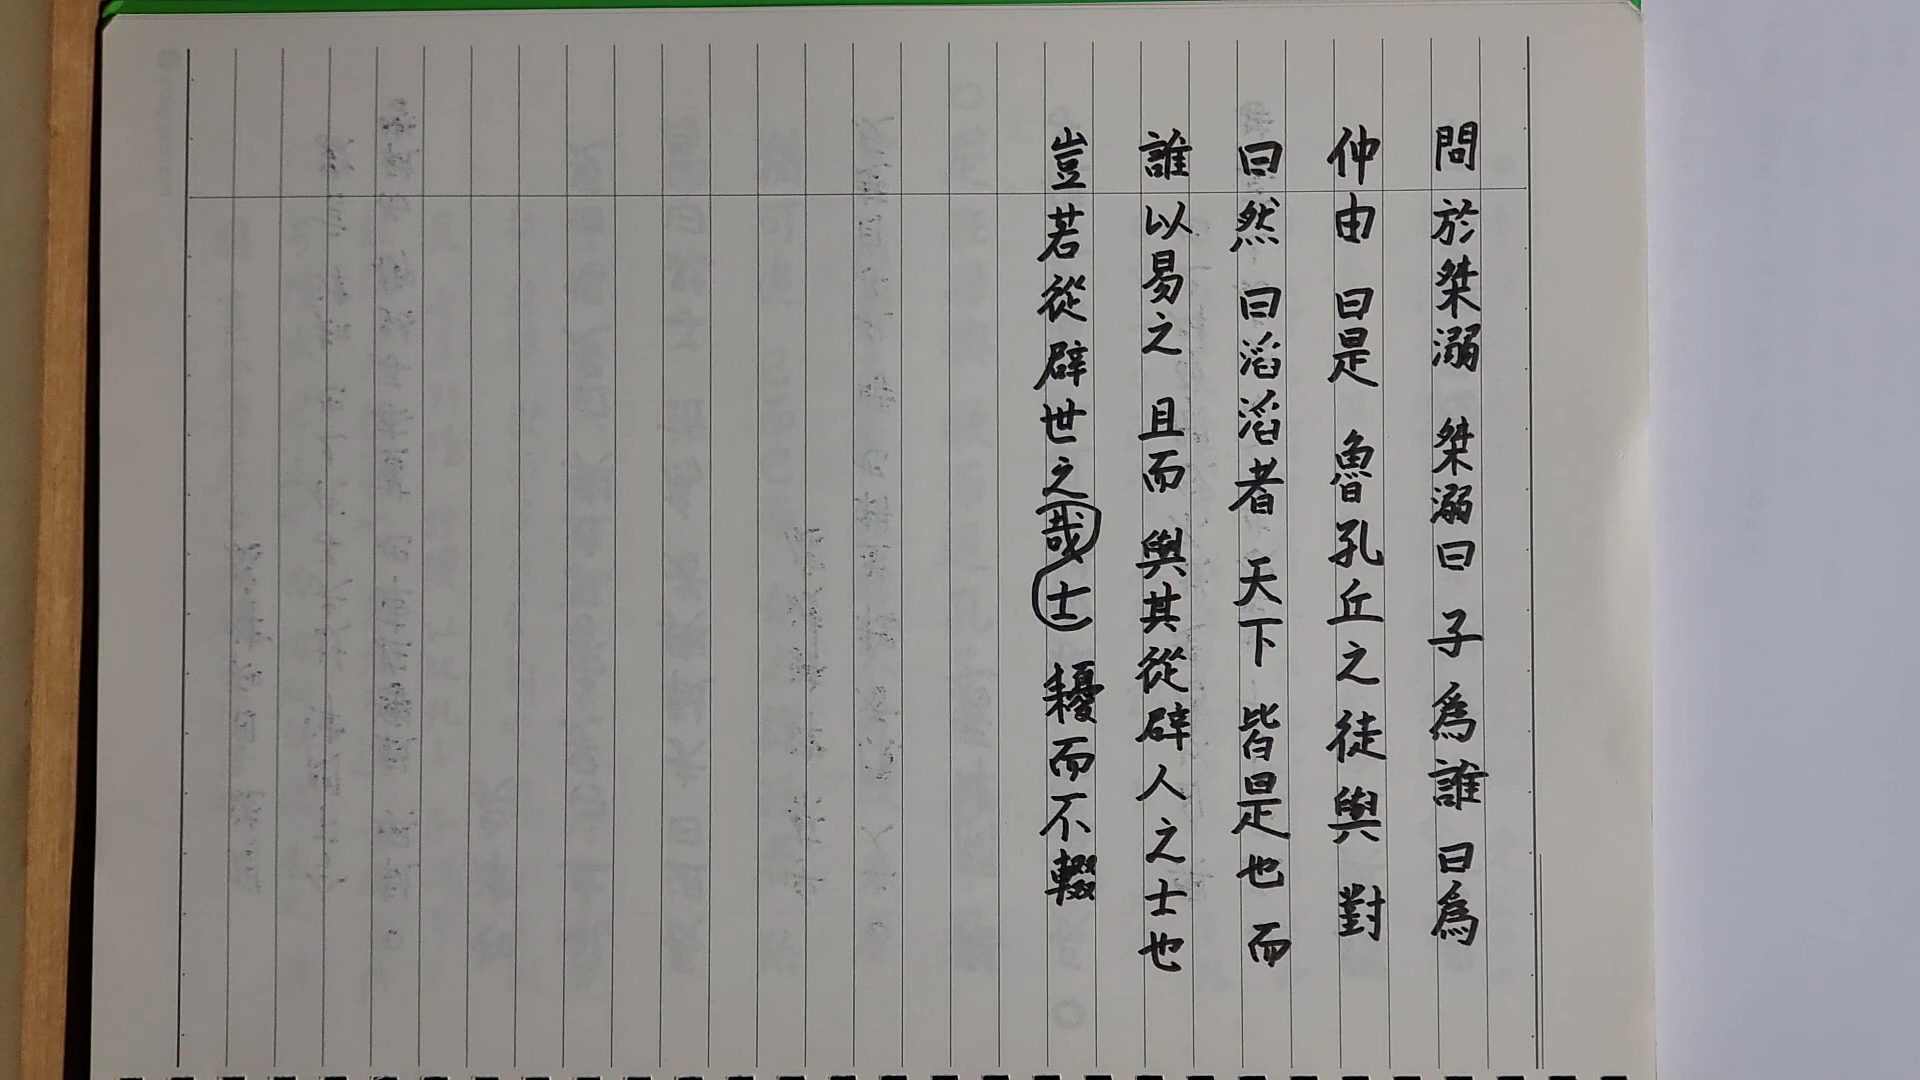 問於桀溺 桀溺曰 子為誰 曰為
仲由 曰是 魯孔丘之徒與 對
曰然 曰滔滔者 天下 皆是也 而
誰以易之 且而 與其從辟人之士也
豈若從辟世之哉士 耰而不輟